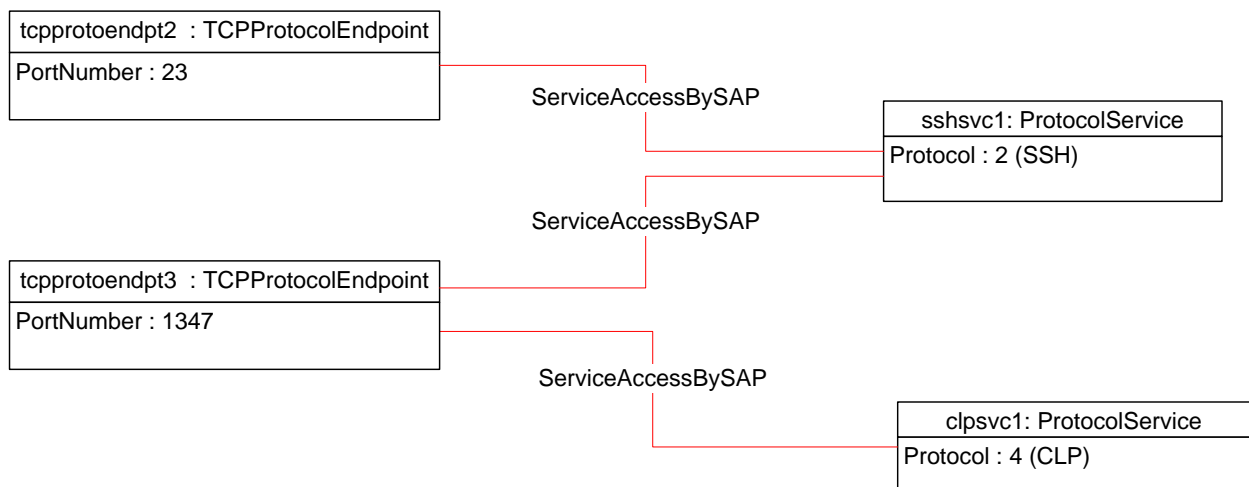 tcpprotoendpt2 : TCPProtocolEndpoint
PortNumber : 23
ServiceAccessBySAP
sshsvc1: ProtocolService
Protocol : 2 (SSH)
ServiceAccessBySAP
tcpprotoendpt3 : TCPProtocolEndpoint
PortNumber : 1347
ServiceAccessBySAP
clpsvc1: ProtocolService
Protocol : 4 (CLP)